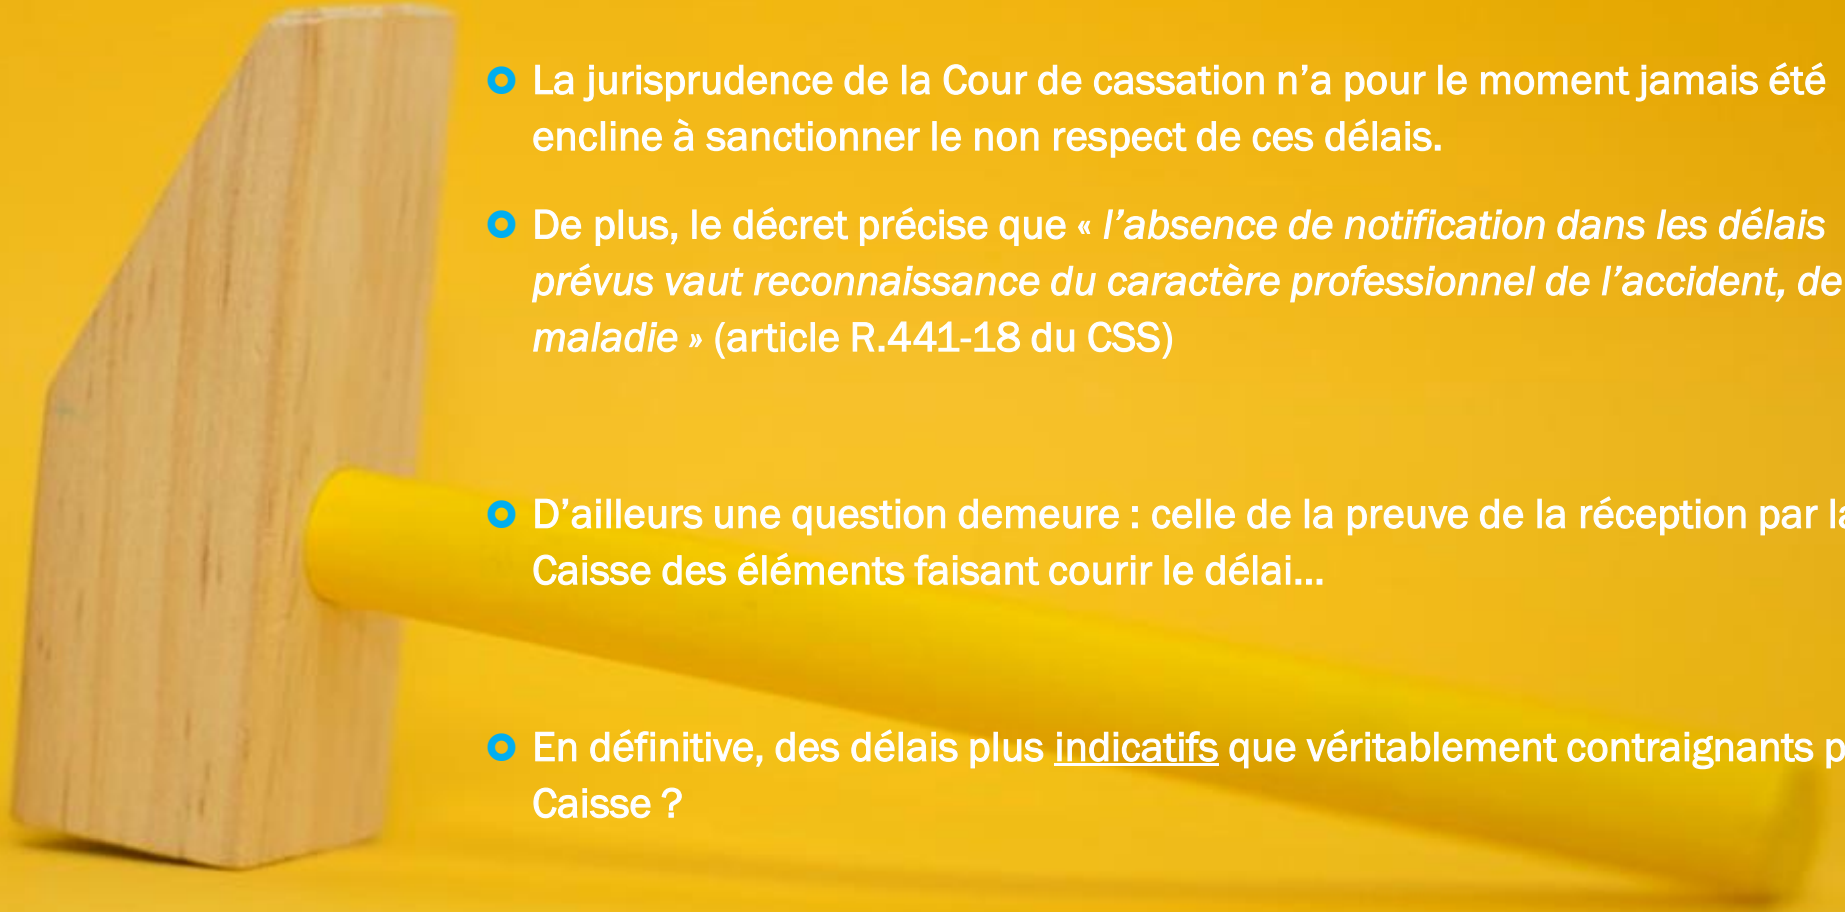 La jurisprudence de la Cour de cassation n’a pour le moment jamais été
encline à sanctionner le non respect de ces délais.
De plus, le décret précise que « l’absence de notification dans les délais
prévus vaut reconnaissance du caractère professionnel de l’accident, de
maladie » (article R.441-18 du CSS)
D’ailleurs une question demeure : celle de la preuve de la réception par la
Caisse des éléments faisant courir le délai…
En définitive, des délais plus indicatifs que véritablement contraignants p
Caisse ?